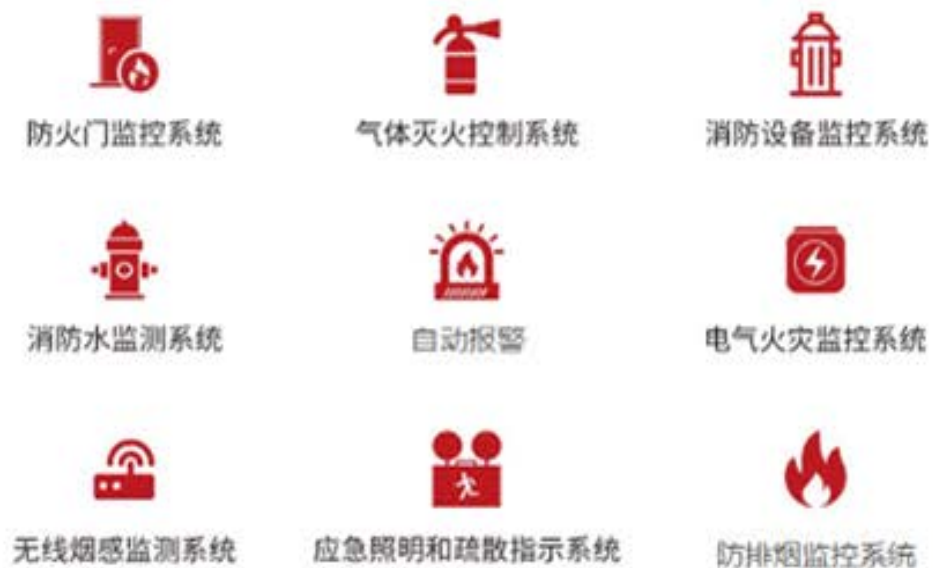 防火门监控系统
气体灭火控制系统
消防设备监控系统
消防水监测系统
自动报警
电气火灾监控系统
无线烟感监测系统
应急照明和疏散指示系统
防排烟监控系统